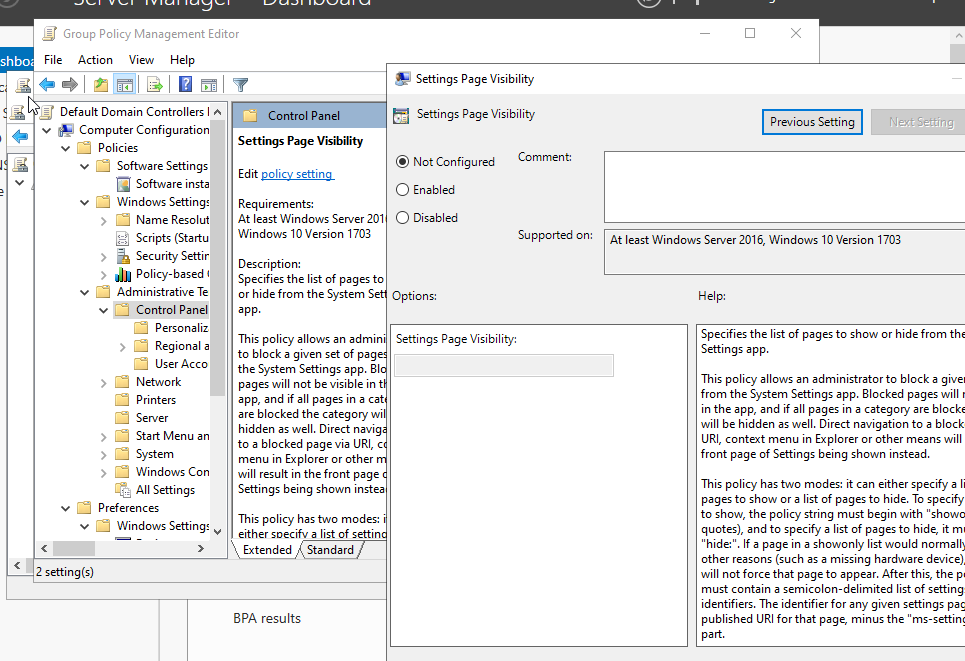 Server Manager Dashboard
Group Policy Management Editor
File Action View Help
Default Domain Controllers
Computer Configuration
Policies
Software Settings
Software insta
Windows Settings
Name Resolut
Scripts (Startu
Security Settin
Policy-based
Administrative Te
Control Panel
Personaliz
Regional a
User Acco
Network
Printers
Server
Start Menu an
System
Windows Con
All Settings
Preferences
Windows Settings
2 setting(s)
Control Panel
Settings Page Visibility
Edit policy setting
Requirements:
At least Windows Server 2016
Windows 10 Version 1703
Description:
Specifies the list of pages to
or hide from the System Sett
app.
This policy allows an admini
to block a given set of pages
the System Settings app. Blo
pages will not be visible in th
app, and if all pages in a cate
are blocked the category will
hidden as well. Direct naviga
to a blocked page via URI, co
menu in Explorer or other m
will result in the front page o
Settings being shown instead
This policy has two modes: i
either specify a list of setting
Extended Standard
BPA results
Settings Page Visibility
Settings Page Visibility
Previous Setting Next Setting
Not Configured
Enabled
Disabled
Comment:
Supported on:
At least Windows Server 2016, Windows 10 Version 1703
Options:
Help:
Settings Page Visibility:
Specifies the list of pages to show or hide from the
Settings app.
This policy allows an administrator to block a given
from the System Settings app. Blocked pages will n
in the app, and if all pages in a category are blocke
will be hidden as well. Direct navigation to a block
URI, context menu in Explorer or other means will
front page of Settings being shown instead.
This policy has two modes: it can either specify a li
pages to show or a list of pages to hide. To specify
to show, the policy string must begin with "showo
quotes), and to specify a list of pages to hide, it mu
"hide:". If a page in a showonly list would normally
other reasons (such as a missing hardware device),
will not force that page to appear. After this, the po
must contain a semicolon-delimited list of setting
identifiers. The identifier for any given settings pag
published URI for that page, minus the "ms-setting
part.